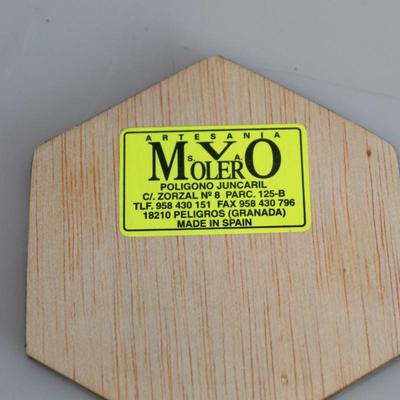 ARTESANIA
MOLERO Y O
S. A.
POLIGONO JUNCARIL
C/. ZORZAL Nº 8 PARC. 125-B
TLF. 958 430 151 FAX 958 430 796
18210 PELIGROS (GRANADA)
MADE IN SPAIN